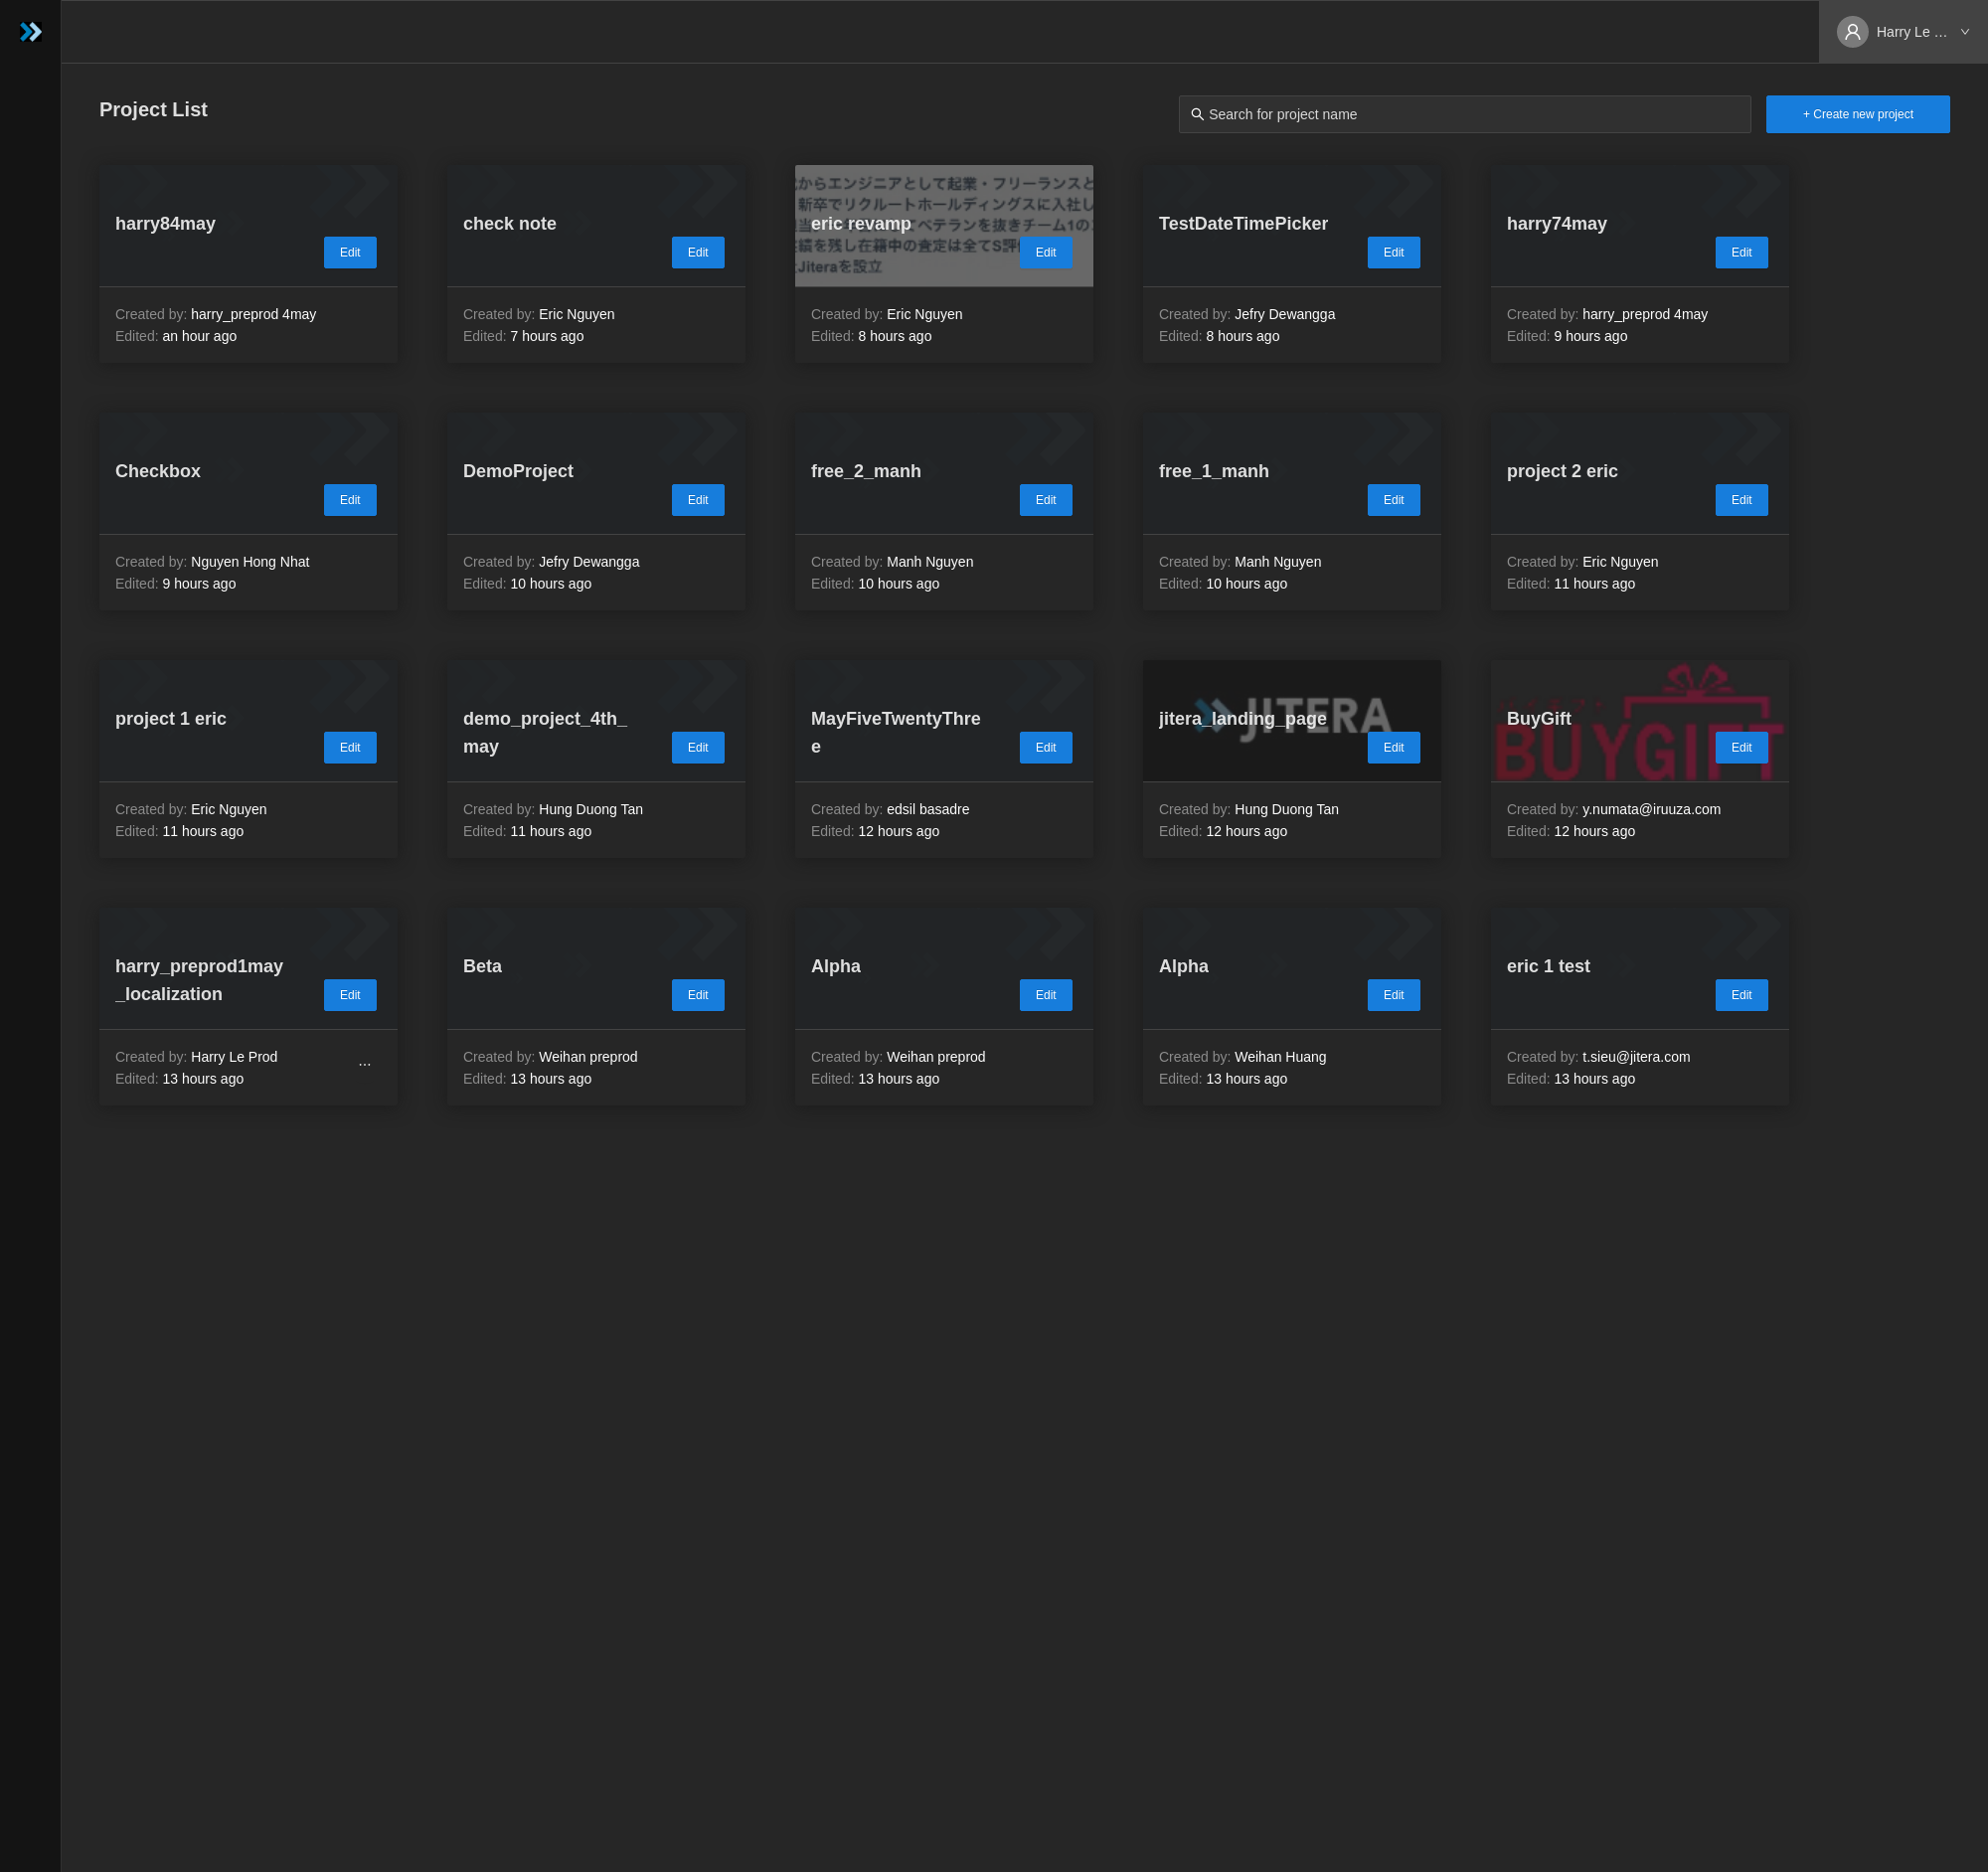 Harry Le ...
Project List
Search for project name
+ Create new project
harry84may
Edit
Created by: harry_preprod 4may
Edited: an hour ago
check note
Edit
Created by: Eric Nguyen
Edited: 7 hours ago
からエンジニアとして起業・フリーランスと
新卒でリクルートホールディングスに入社し
eric revamp
てベテランを抜きチーム1の
績を残し在籍中の査定は全てS評
Jiteraを設立
Edit
Created by: Eric Nguyen
Edited: 8 hours ago
TestDateTimePicker
Edit
Created by: Jefry Dewangga
Edited: 8 hours ago
harry74may
Edit
Created by: harry_preprod 4may
Edited: 9 hours ago
Checkbox
Edit
Created by: Nguyen Hong Nhat
Edited: 9 hours ago
DemoProject
Edit
Created by: Jefry Dewangga
Edited: 10 hours ago
free_2_manh
Edit
Created by: Manh Nguyen
Edited: 10 hours ago
free_1_manh
Edit
Created by: Manh Nguyen
Edited: 10 hours ago
project 2 eric
Edit
Created by: Eric Nguyen
Edited: 11 hours ago
project 1 eric
Edit
Created by: Eric Nguyen
Edited: 11 hours ago
demo_project_4th_
may
Edit
Created by: Hung Duong Tan
Edited: 11 hours ago
MayFiveTwentyThre
e
Edit
Created by: edsil basadre
Edited: 12 hours ago
JITERA
jitera_landing_page
Edit
Created by: Hung Duong Tan
Edited: 12 hours ago
BuyGift
BUYGIFT
Edit
Created by: y.numata@iruuza.com
Edited: 12 hours ago
harry_preprod1may
_localization
Edit
Created by: Harry Le Prod
Edited: 13 hours ago
...
Beta
Edit
Created by: Weihan preprod
Edited: 13 hours ago
Alpha
Edit
Created by: Weihan preprod
Edited: 13 hours ago
Alpha
Edit
Created by: Weihan Huang
Edited: 13 hours ago
eric 1 test
Edit
Created by: t.sieu@jitera.com
Edited: 13 hours ago